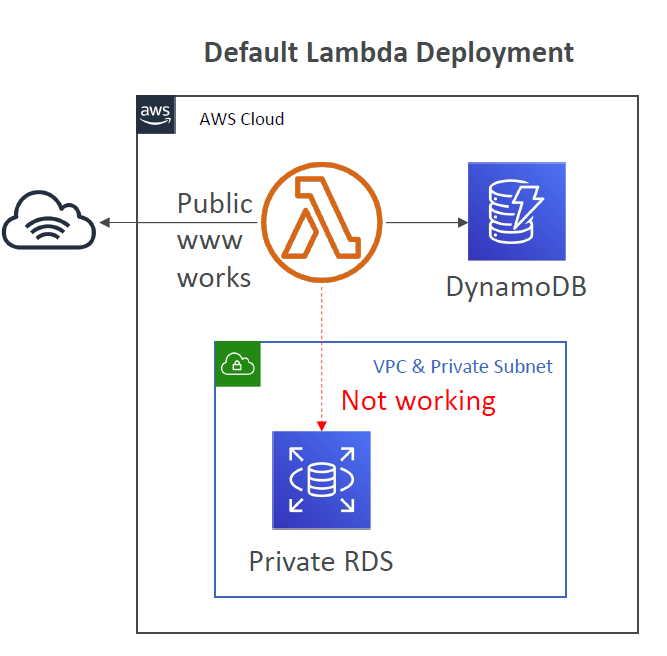 Default Lambda Deployment
aws
AWS Cloud
Public
www
works
DynamoDB
VPC & Private Subnet
Not working
Private RDS